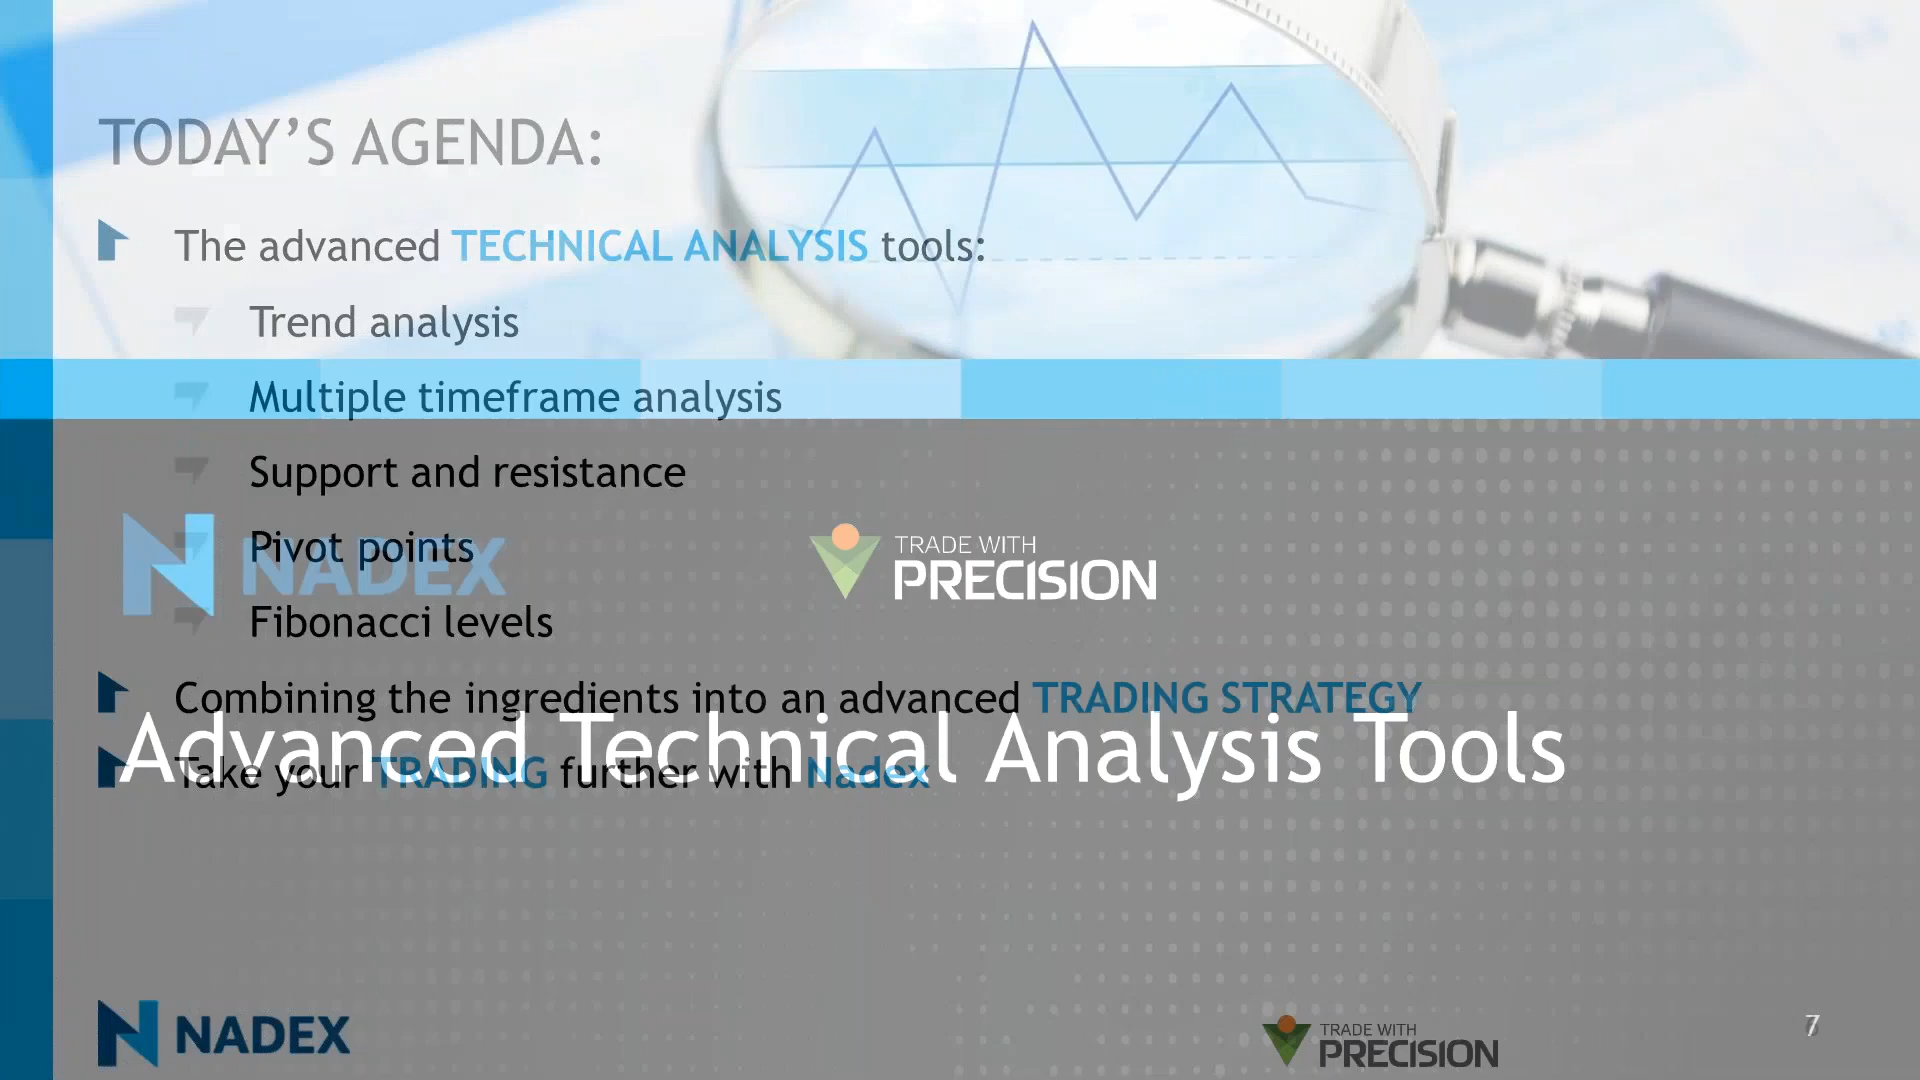 TODAY’S AGENDA:
The advanced TECHNICAL ANALYSIS tools:
Trend analysis
Multiple timeframe analysis
Support and resistance
Pivot points
NADEX
TRADE WITH
PRECISION
Fibonacci levels
Combining the ingredients into an advanced TRADING STRATEGY
Advanced Technical Analysis Tools
Take your TRADING further with Nadex
NADEX
TRADE WITH
PRECISION